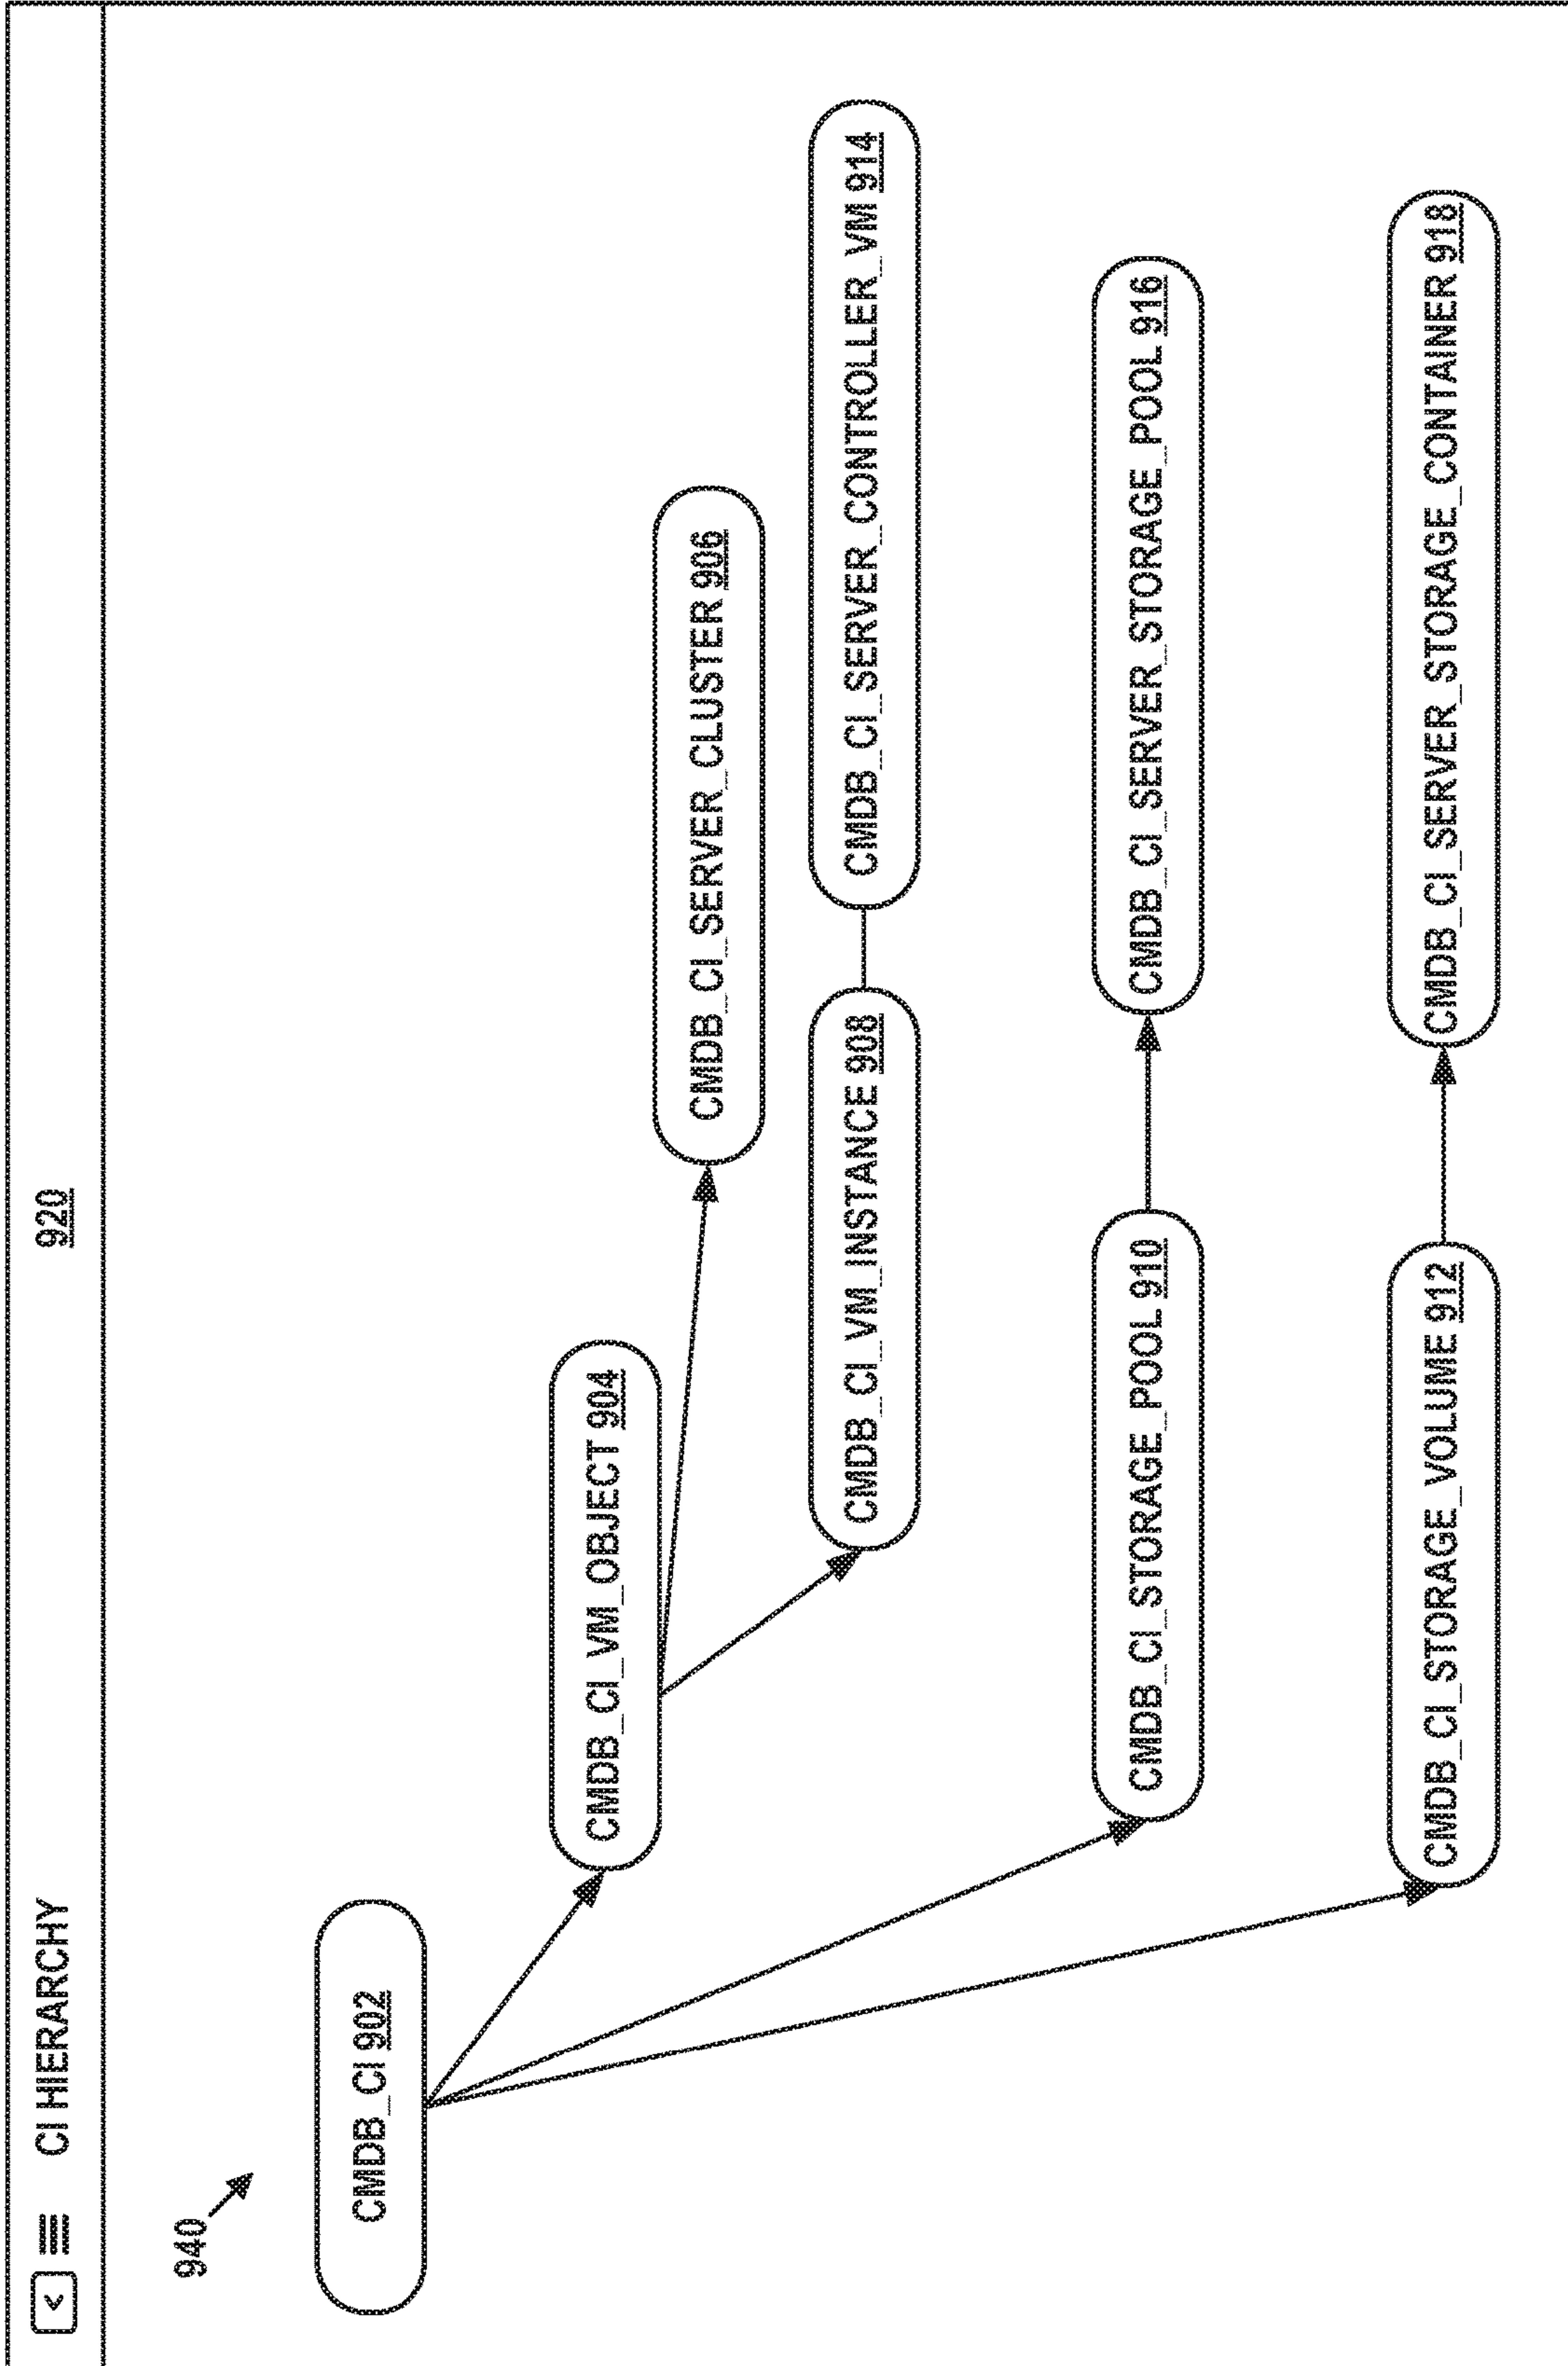 < CI HIERARCHY 920
940
CMDB_CI 902
CMDB_CI_VM_OBJECT 904
CMDB_CI_SERVER_CLUSTER 906
CMDB_CI_VM_INSTANCE 908
CMDB_CI_SERVER_CONTROLLER_VM 914
CMDB_CI_STORAGE_POOL 910
CMDB_CI_SERVER_STORAGE_POOL 916
CMDB_CI_STORAGE_VOLUME 912
CMDB_CI_SERVER_STORAGE_CONTAINER 918